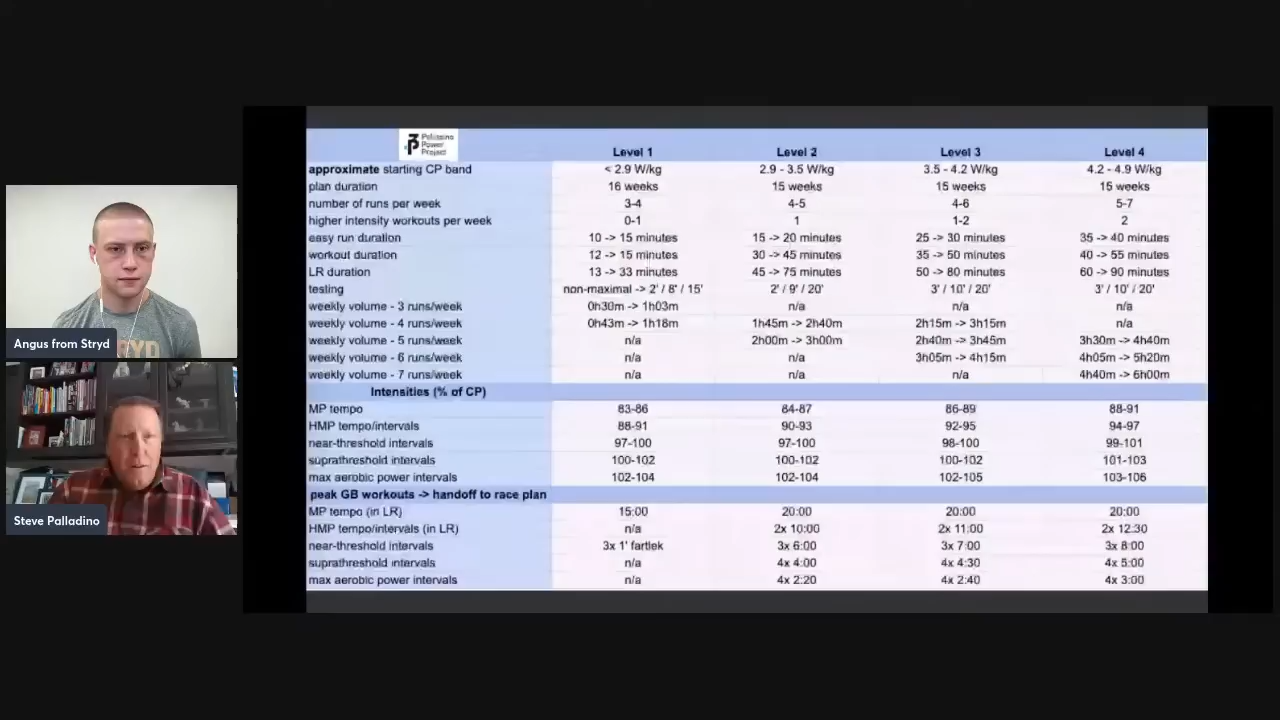 Palladino
Power
Project
Level 1 Level 2 Level 3 Level 4
approximate starting CP band < 2.9 W/kg 2.9 - 3.5 W/kg 3.5 - 4.2 W/kg 4.2 - 4.9 W/kg
plan duration 16 weeks 15 weeks 15 weeks 15 weeks
number of runs per week 3-4 4-5 4-6 5-7
higher intensity workouts per week 0-1 1 1-2 2
easy run duration 10 -> 15 minutes 15 -> 20 minutes 25 -> 30 minutes 35 -> 40 minutes
workout duration 12 -> 15 minutes 30 -> 45 minutes 35 -> 50 minutes 40 -> 55 minutes
LR duration 13 -> 33 minutes 45 -> 75 minutes 50 -> 80 minutes 60 -> 90 minutes
testing non-maximal -> 2' / 8' / 15' 2' / 9' / 20' 3' / 10' / 20' 3' / 10' / 20'
weekly volume - 3 runs/week 0h30m -> 1h03m n/a n/a n/a
weekly volume - 4 runs/week 0h43m -> 1h18m 1h45m -> 2h40m 2h15m -> 3h15m n/a
weekly volume - 5 runs/week n/a 2h00m -> 3h00m 2h40m -> 3h45m 3h30m -> 4h40m
weekly volume - 6 runs/week n/a n/a 3h05m -> 4h15m 4h05m -> 5h20m
weekly volume - 7 runs/week n/a n/a n/a 4h40m -> 6h00m
Intensities (% of CP)
MP tempo 83-86 84-87 86-89 88-91
HMP tempo/intervals 88-91 90-93 92-95 94-97
near-threshold intervals 97-100 97-100 98-100 99-101
suprathreshold intervals 100-102 100-102 100-102 101-103
max aerobic power intervals 102-104 102-104 102-105 103-106
peak GB workouts -> handoff to race plan
MP tempo (in LR) 15:00 20:00 20:00 20:00
HMP tempo/intervals (in LR) n/a 2x 10:00 2x 11:00 2x 12:30
near-threshold intervals 3x 1' fartlek 3x 6:00 3x 7:00 3x 8:00
suprathreshold intervals n/a 4x 4:00 4x 4:30 4x 5:00
max aerobic power intervals n/a 4x 2:20 4x 2:40 4x 3:00
Angus from Stryd
Steve Palladino